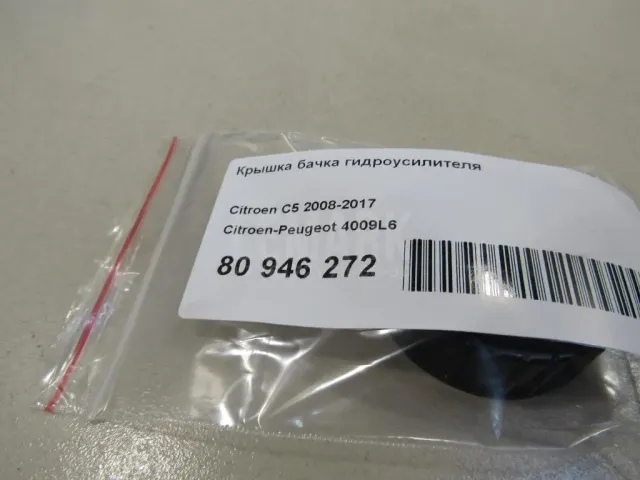 Крышка бачка гидроусилителя
Citroen C5 2008-2017
Citroen-Peugeot 4009L6
80 946 272